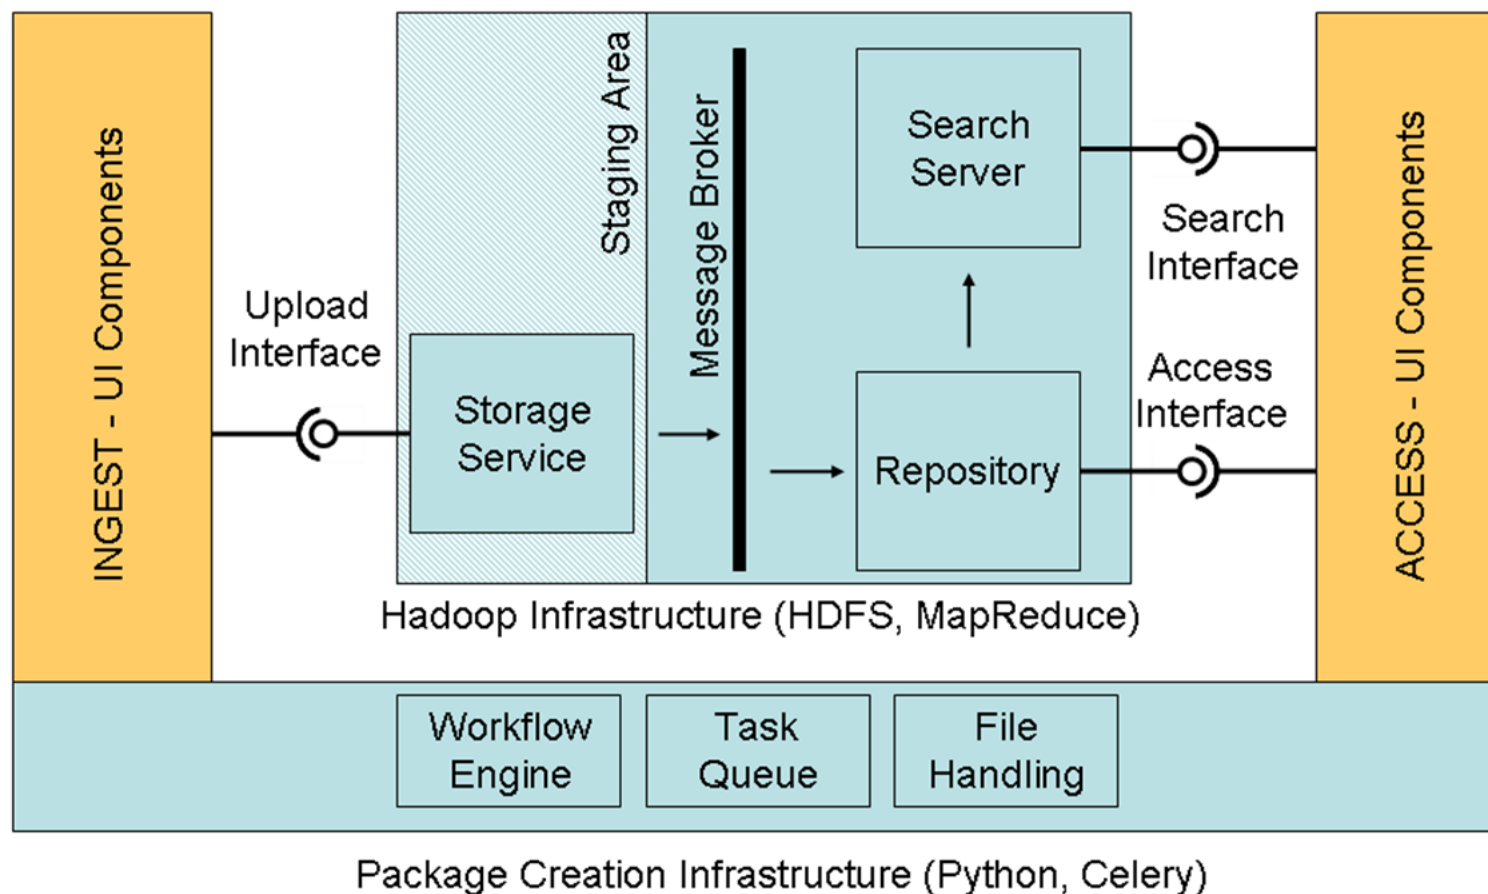 INGEST - UI Components
Upload
Interface
Staging Area
Storage
Service
Message Broker
Search
Server
Repository
Search
Interface
Access
Interface
ACCESS - UI Components
Hadoop Infrastructure (HDFS, MapReduce)
Workflow
Engine
Task
Queue
File
Handling
Package Creation Infrastructure (Python, Celery)